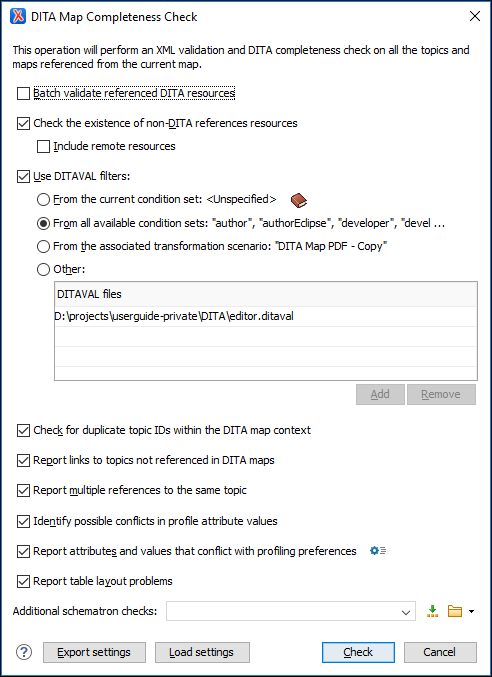 DITA Map Completeness Check
This operation will perform an XML validation and DITA completeness check on all the topics and
maps referenced from the current map.
Batch validate referenced DITA resources
Check the existence of non-DITA references resources
Include remote resources
Use DITAVAL filters:
From the current condition set: <Unspecified>
From all available condition sets: "author", "authorEclipse", "developer", "devel ...
From the associated transformation scenario: "DITA Map PDF - Copy"
Other:
DITAVAL files
D:\projects\userguide-private\DITA\editor.ditaval
Add Remove
Check for duplicate topic IDs within the DITA map context
Report links to topics not referenced in DITA maps
Report multiple references to the same topic
Identify possible conflicts in profile attribute values
Report attributes and values that conflict with profiling preferences
Report table layout problems
Additional schematron checks:
? Export settings Load settings Check Cancel